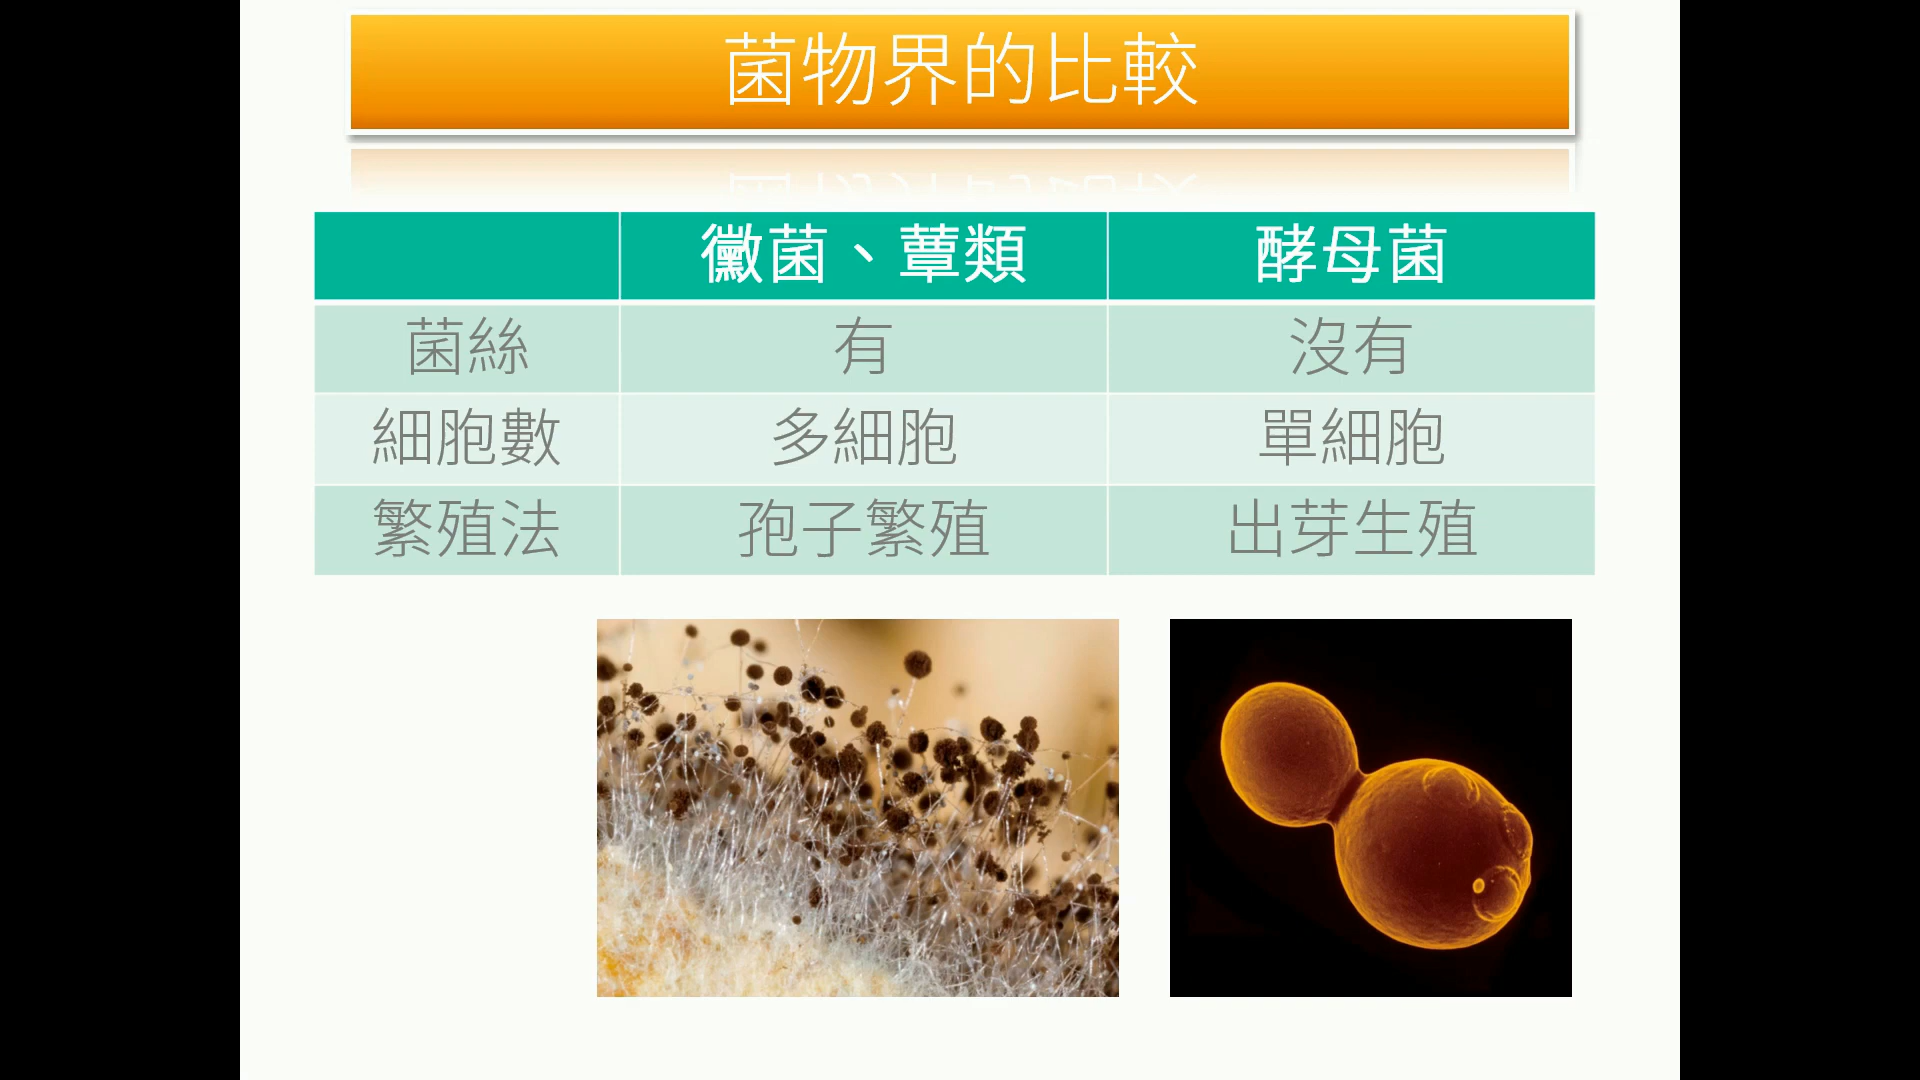 菌物界的比較
黴菌、蕈類 酵母菌
菌絲 有 沒有
細胞數 多細胞 單細胞
繁殖法 孢子繁殖 出芽生殖